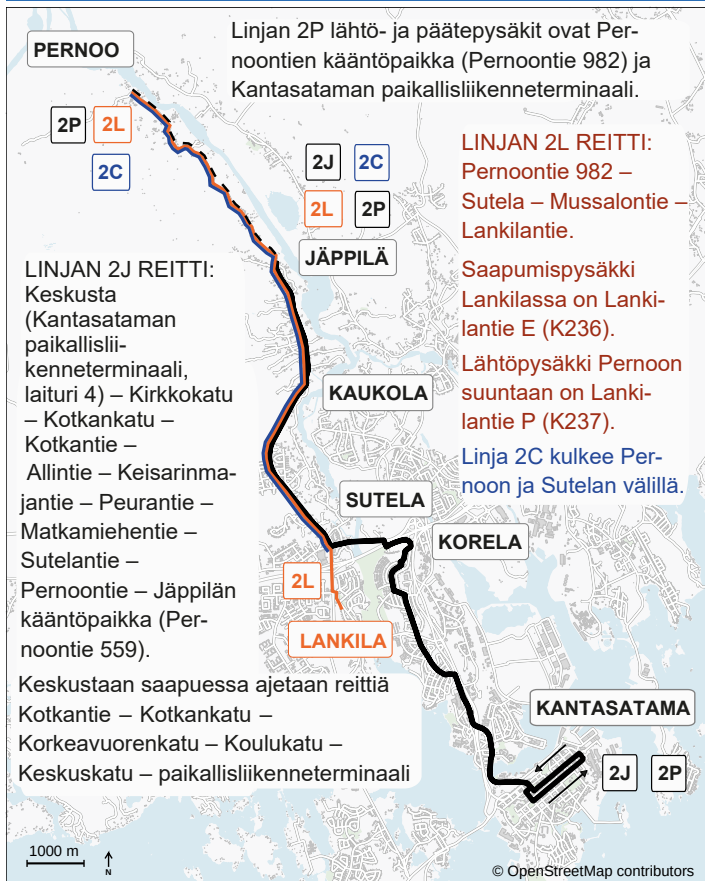 PERNOO
Linjan 2P lähtö- ja päätepysäkit ovat Per-
noontien kääntöpaikka (Pernoontie 982) ja
Kantasataman paikallisliikenneterminaali.
2P
2L
2C
2J
2C
2L
2P
JÄPPILÄ
LINJAN 2L REITTI:
Pernoontie 982 –
Sutela – Mussalontie –
Lankilantie.
Saapumispysäkki
Lankilassa on Lanki-
lantie E (K236).
Lähtöpysäkki Pernoon
suuntaan on Lanki-
lantie P (K237).
Linja 2C kulkee Per-
noon ja Sutelan välillä.
LINJAN 2J REITTI:
Keskusta
(Kantasataman
paikallislii-
kenneterminaali,
laituri 4) – Kirkkokatu
– Kotkankatu –
Kotkantie –
Allintie – Keisarinma-
jantie – Peurantie –
Matkamiehentie –
Sutelantie –
Pernoontie – Jäppilän
kääntöpaikka (Per-
noontie 559).
Keskustaan saapuessa ajetaan reittiä
Kotkantie – Kotkankatu –
Korkeavuorenkatu – Koulukatu –
Keskuskatu – paikallisliikenneterminaali
KAUKOLA
SUTELA
KORELA
2L
LANKILA
KANTASATAMA
2J
2P
1000 m
N
© OpenStreetMap contributors